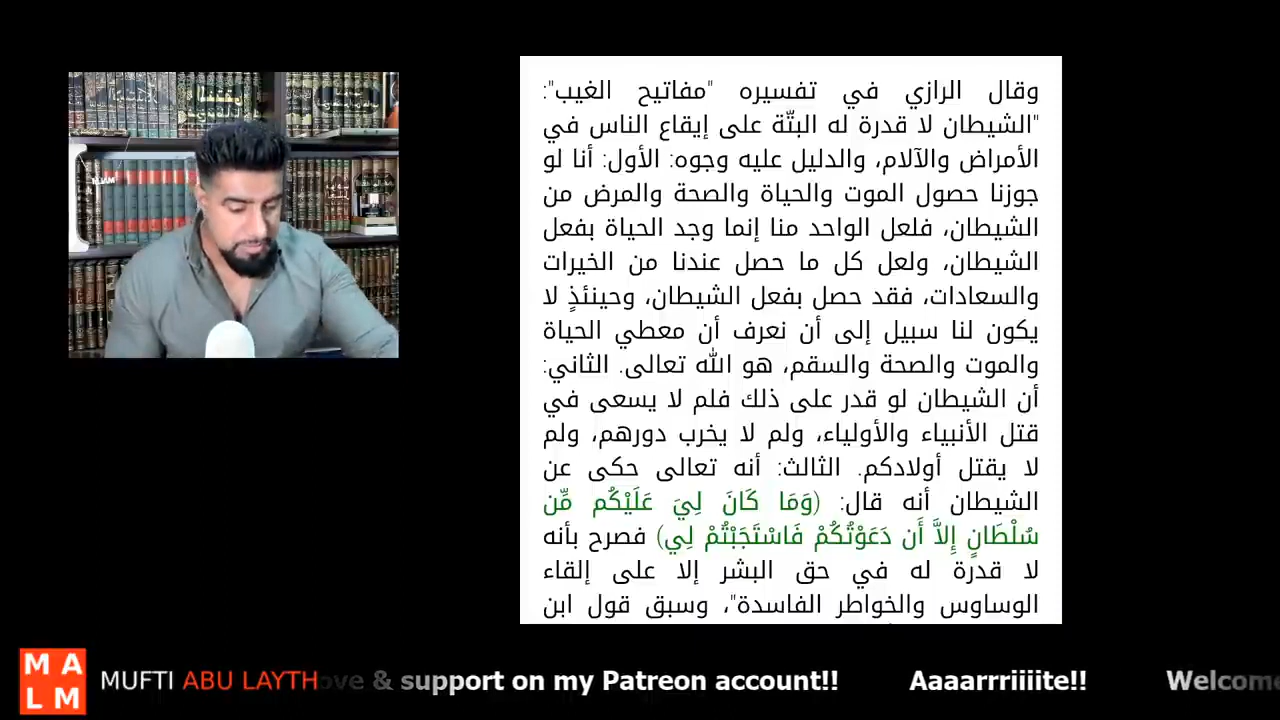 وقال الرازي في تفسيره "مفاتيح الغيب":
"الشيطان لا قدرة له البتّة على إيقاع الناس في
الأمراض والآلام، والدليل عليه وجوه: الأول: أنا لو
جوزنا حصول الموت والحياة والصحة والمرض من
الشيطان، فلعل الواحد منا إنما وجد الحياة بفعل
الشيطان، ولعل كل ما حصل عندنا من الخيرات
والسعادات، فقد حصل بفعل الشيطان، وحينئذٍ لا
يكون لنا سبيل إلى أن نعرف أن معطي الحياة
والموت والصحة والسقم، هو الله تعالى. الثاني:
أن الشيطان لو قدر على ذلك فلم لا يسعى في
قتل الأنبياء والأولياء، ولم لا يخرب دورهم، ولم
لا يقتل أولادكم. الثالث: أنه تعالى حكى عن
الشيطان أنه قال: (وَمَا كَانَ لِيَ عَلَيْكُم مِّن
سُلْطَانٍ إِلاَّ أَن دَعَوْتُكُمْ فَاسْتَجَبْتُمْ لِي) فصرح بأنه
لا قدرة له في حق البشر إلا على إلقاء
الوساوس والخواطر الفاسدة"، وسبق قول ابن
MA
LM
MUFTI ABU LAYTH
ove & support on my Patreon account!!
Aaaarrriiiite!!
Welcome